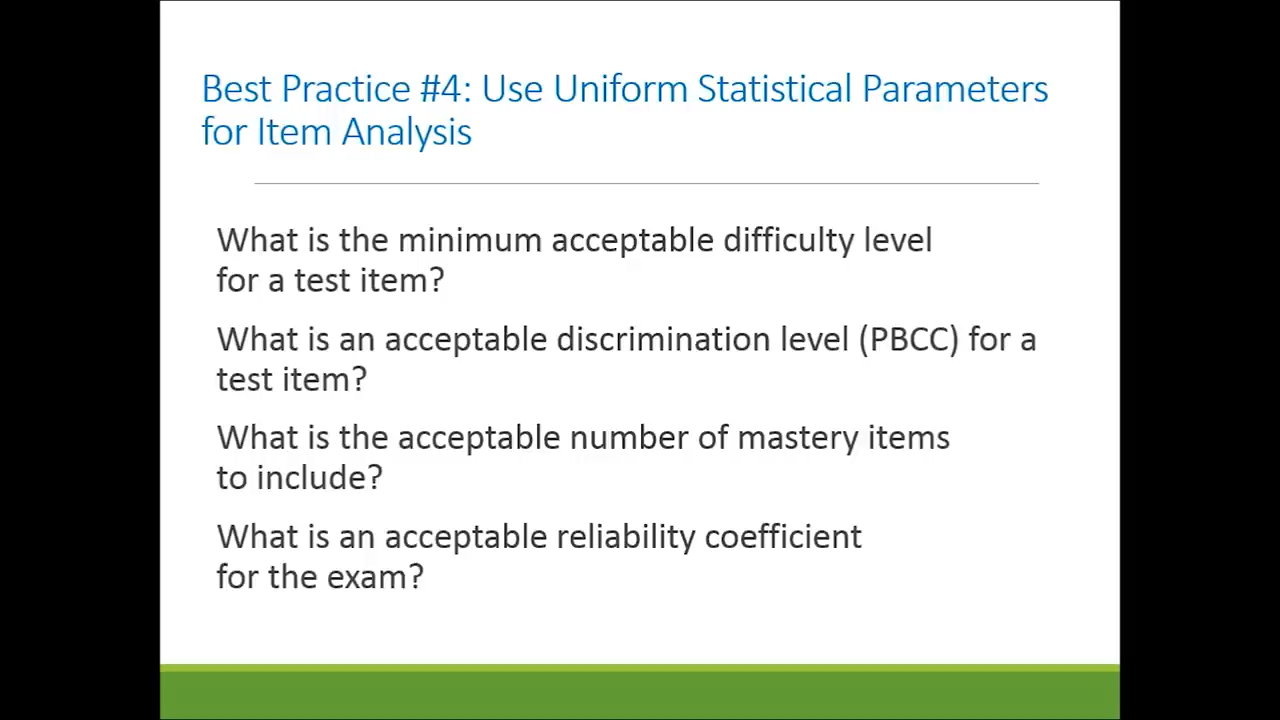 Best Practice #4: Use Uniform Statistical Parameters
for Item Analysis
What is the minimum acceptable difficulty level
for a test item?
What is an acceptable discrimination level (PBCC) for a
test item?
What is the acceptable number of mastery items
to include?
What is an acceptable reliability coefficient
for the exam?